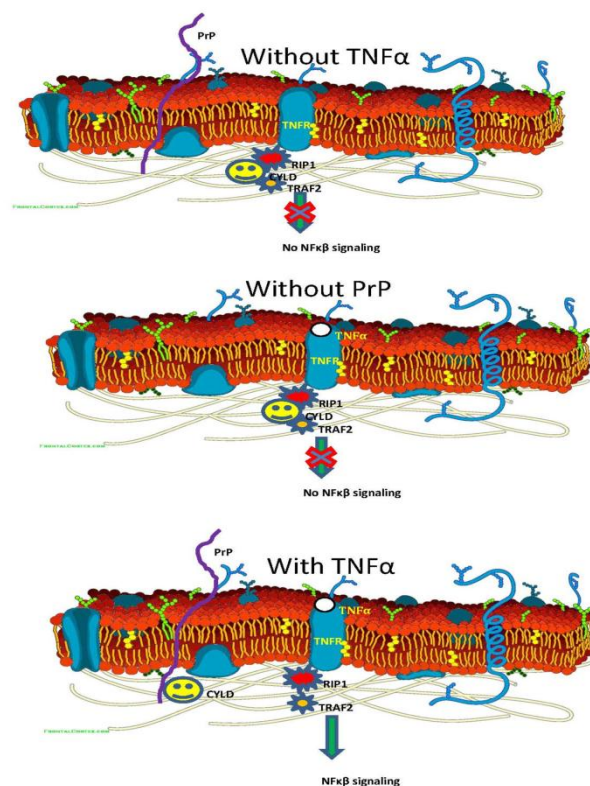 PrP
Without TNFα
TNFR
RIP1
CYLD
TRAF2
No NFκβ signaling
Without PrP
TNFα
TNFR
RIP1
CYLD
TRAF2
No NFκβ signaling
PrP
With TNFα
TNFα
TNFR
CYLD
RIP1
TRAF2
NFκβ signaling